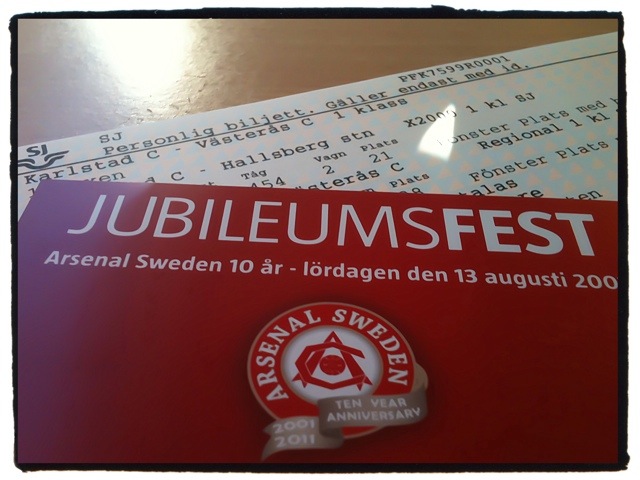 SJ PFK7599R0001
Personlig biljett. Gäller endast med id.
SJ
Karlstad C - Västerås C 1 klass
- Hallsberg stn X2000 1 kl SJ
Tåg Vagn Plats
454 2 21 Fönster Plats med
Västerås C Regional 1 kl
Plats Fönster Plats
JUBILEUMSFEST
Arsenal Sweden 10 år - lördagen den 13 augusti 200
ARSENAL SWEDEN
TEN YEAR
ANNIVERSARY
2001
2011